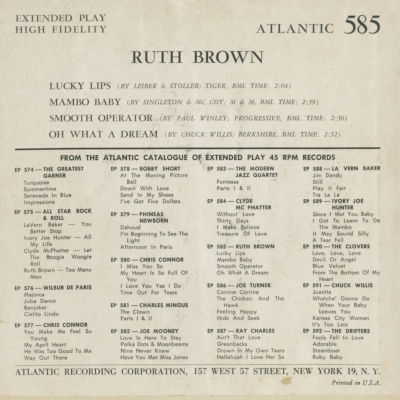 EXTENDED PLAY
HIGH FIDELITY
ATLANTIC 585
RUTH BROWN
LUCKY LIPS (BY LEIBER & STOLLER; TIGER, BMI. TIME: 2:04)
MAMBO BABY (BY SINGLETON & MC COY; M & M, BMI. TIME: 2:39)
SMOOTH OPERATOR (BY PAUL WINLEY; PROGRESSIVE, BMI. TIME: 2:30)
OH WHAT A DREAM (BY CHUCK WILLIS; BERKSHIRE, BMI. TIME: 2:32)
FROM THE ATLANTIC CATALOGUE OF EXTENDED PLAY 45 RPM RECORDS
EP 574 — THE GREATEST
GARNER
Turquoise
Summertime
Serenade In Blue
Impressions
EP 575 — ALL STAR ROCK
& ROLL
LaVern Baker — You
Better Stop
Ivory Joe Hunter — All
My Life
Clyde McPhatter — Let
The Boogie Woogie
Roll
Ruth Brown — Too Many
Men
EP 576 — WILBUR DE PARIS
Majorca
Juba Dance
Banjoker
Cielito Lindo
EP 577 — CHRIS CONNOR
You Make Me Feel So
Young
My April Heart
He Was Too Good To Me
Way Out There
EP 578 — BOBBY SHORT
At The Moving Picture
Ball
Down With Love
Sand In My Shoes
I've Got Five Dollars
EP 579 — PHINEAS
NEWBORN
Dahoud
I'm Beginning To See The
Light
Afternoon In Paris
EP 580 — CHRIS CONNOR
I Miss You So
My Heart Is So Full Of
You
I Love You Yes I Do
Time Out For Tears
EP 581 — CHARLES MINGUS
The Clown
Parts I & II
EP 582 — JOE MOONEY
Love Is Here To Stay
Polka Dots & Moonbeams
Nina Never Knew
Have You Met Miss Jones
EP 583 — THE MODERN
JAZZ QUARTET
Fontessa
Parts I & II
EP 584 — CLYDE
MC PHATTER
Without Love
Thirty Days
I Make Believe
Treasure Of Love
EP 585 — RUTH BROWN
Lucky Lips
Mambo Baby
Smooth Operator
Oh What A Dream
EP 586 — JOE TURNER
Corrine Corrina
The Chicken And The
Hawk
Feeling Happy
Hide And Seek
EP 587 — RAY CHARLES
Ain't That Love
Greenbacks
Drown In My Own Tears
Hallelujah I Love Her So
EP 588 — LA VERN BAKER
Jim Dandy
Still
Play It Fair
Tra La La
EP 589 — IVORY JOE
HUNTER
Since I Met You Baby
I Got To Learn To Do
The Mambo
It May Sound Silly
A Tear Fell
EP 590 — THE CLOVERS
Love, Love, Love
Devil Or Angel
Blue Velvet
From The Bottom Of My
Heart
EP 591 — CHUCK WILLIS
Juanita
Whatcha' Gonna Do
When Your Baby
Leaves You
Kansas City Woman
It's Too Late
EP 592 — THE DRIFTERS
Fools Fall In Love
Steamboat
Adorable
Ruby Baby
ATLANTIC RECORDING CORPORATION, 157 WEST 57 STREET, NEW YORK 19, N. Y.
Printed in U.S.A.